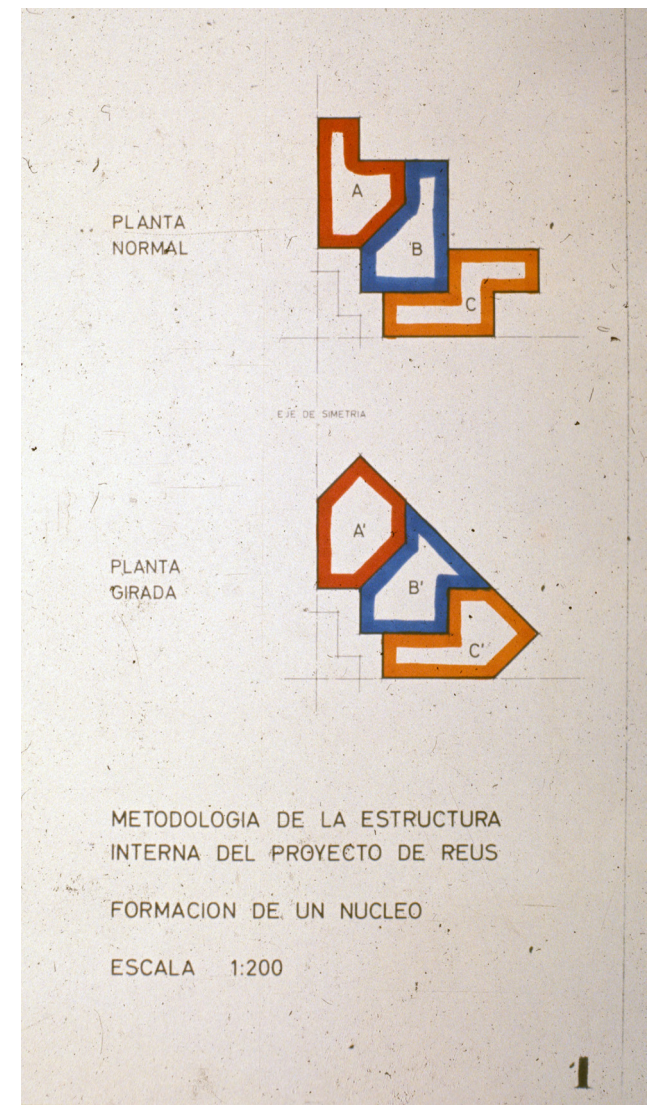 PLANTA
NORMAL
A
B
C
EJE DE SIMETRIA
PLANTA
GIRADA
A'
B'
C'
METODOLOGIA DE LA ESTRUCTURA
INTERNA DEL PROYECTO DE REUS
FORMACION DE UN NUCLEO
ESCALA 1:200
1